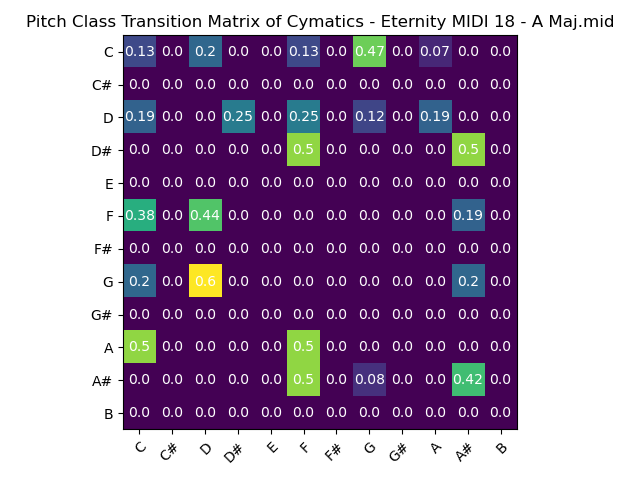 Pitch Class Transition Matrix of Cymatics - Eternity MIDI 18 - A Maj.mid
C 0.13 0.0 0.2 0.0 0.0 0.13 0.0 0.47 0.0 0.07 0.0 0.0
C# 0.0 0.0 0.0 0.0 0.0 0.0 0.0 0.0 0.0 0.0 0.0 0.0
D 0.19 0.0 0.0 0.25 0.0 0.25 0.0 0.12 0.0 0.19 0.0 0.0
D# 0.0 0.0 0.0 0.0 0.0 0.5 0.0 0.0 0.0 0.0 0.5 0.0
E 0.0 0.0 0.0 0.0 0.0 0.0 0.0 0.0 0.0 0.0 0.0 0.0
F 0.38 0.0 0.44 0.0 0.0 0.0 0.0 0.0 0.0 0.0 0.19 0.0
F# 0.0 0.0 0.0 0.0 0.0 0.0 0.0 0.0 0.0 0.0 0.0 0.0
G 0.2 0.0 0.6 0.0 0.0 0.0 0.0 0.0 0.0 0.0 0.2 0.0
G# 0.0 0.0 0.0 0.0 0.0 0.0 0.0 0.0 0.0 0.0 0.0 0.0
A 0.5 0.0 0.0 0.0 0.0 0.5 0.0 0.0 0.0 0.0 0.0 0.0
A# 0.0 0.0 0.0 0.0 0.0 0.5 0.0 0.08 0.0 0.0 0.42 0.0
B 0.0 0.0 0.0 0.0 0.0 0.0 0.0 0.0 0.0 0.0 0.0 0.0
C C# D D# E F F# G G# A A# B